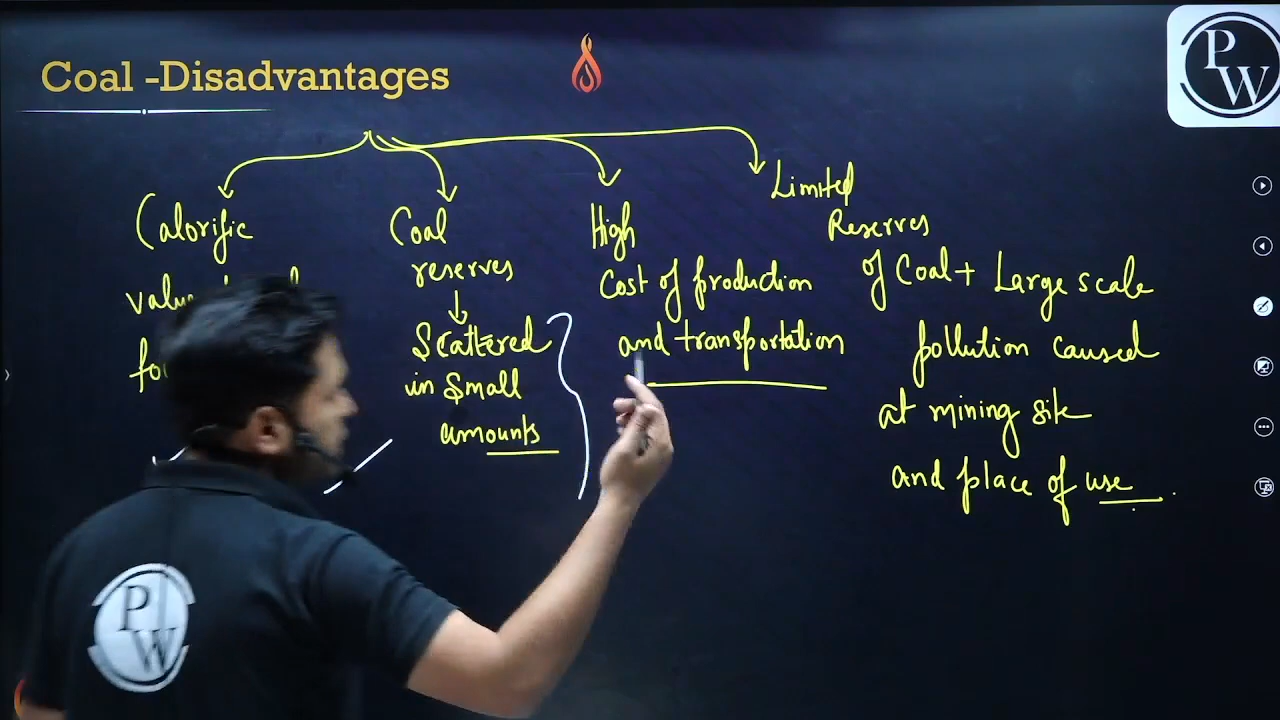 Coal -Disadvantages
PW
Calorific
Coal
reserves
Scattered
in Small
amounts
High
Cost of production
and transportation
Limited
Reserves
of Coal + Large scale
pollution caused
at mining site
and place of use.
PW